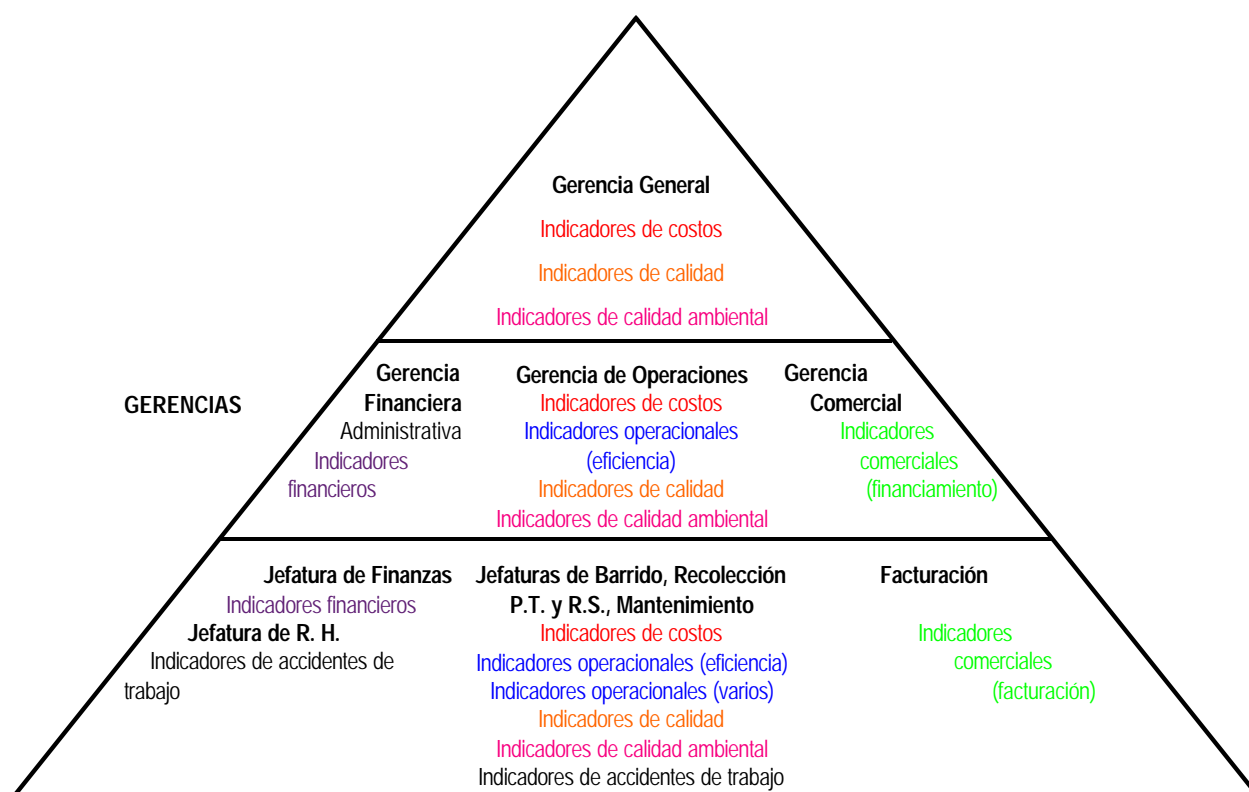 Gerencia General
Indicadores de costos
Indicadores de calidad
Indicadores de calidad ambiental
GERENCIAS
Gerencia
Financiera
Administrativa
Indicadores
financieros
Gerencia de Operaciones
Indicadores de costos
Indicadores operacionales
(eficiencia)
Indicadores de calidad
Indicadores de calidad ambiental
Gerencia
Comercial
Indicadores
comerciales
(financiamiento)
Jefatura de Finanzas
Indicadores financieros
Jefatura de R. H.
Indicadores de accidentes de
trabajo
Jefaturas de Barrido, Recolección
P.T. y R.S., Mantenimiento
Indicadores de costos
Indicadores operacionales (eficiencia)
Indicadores operacionales (varios)
Indicadores de calidad
Indicadores de calidad ambiental
Indicadores de accidentes de trabajo
Facturación
Indicadores
comerciales
(facturación)